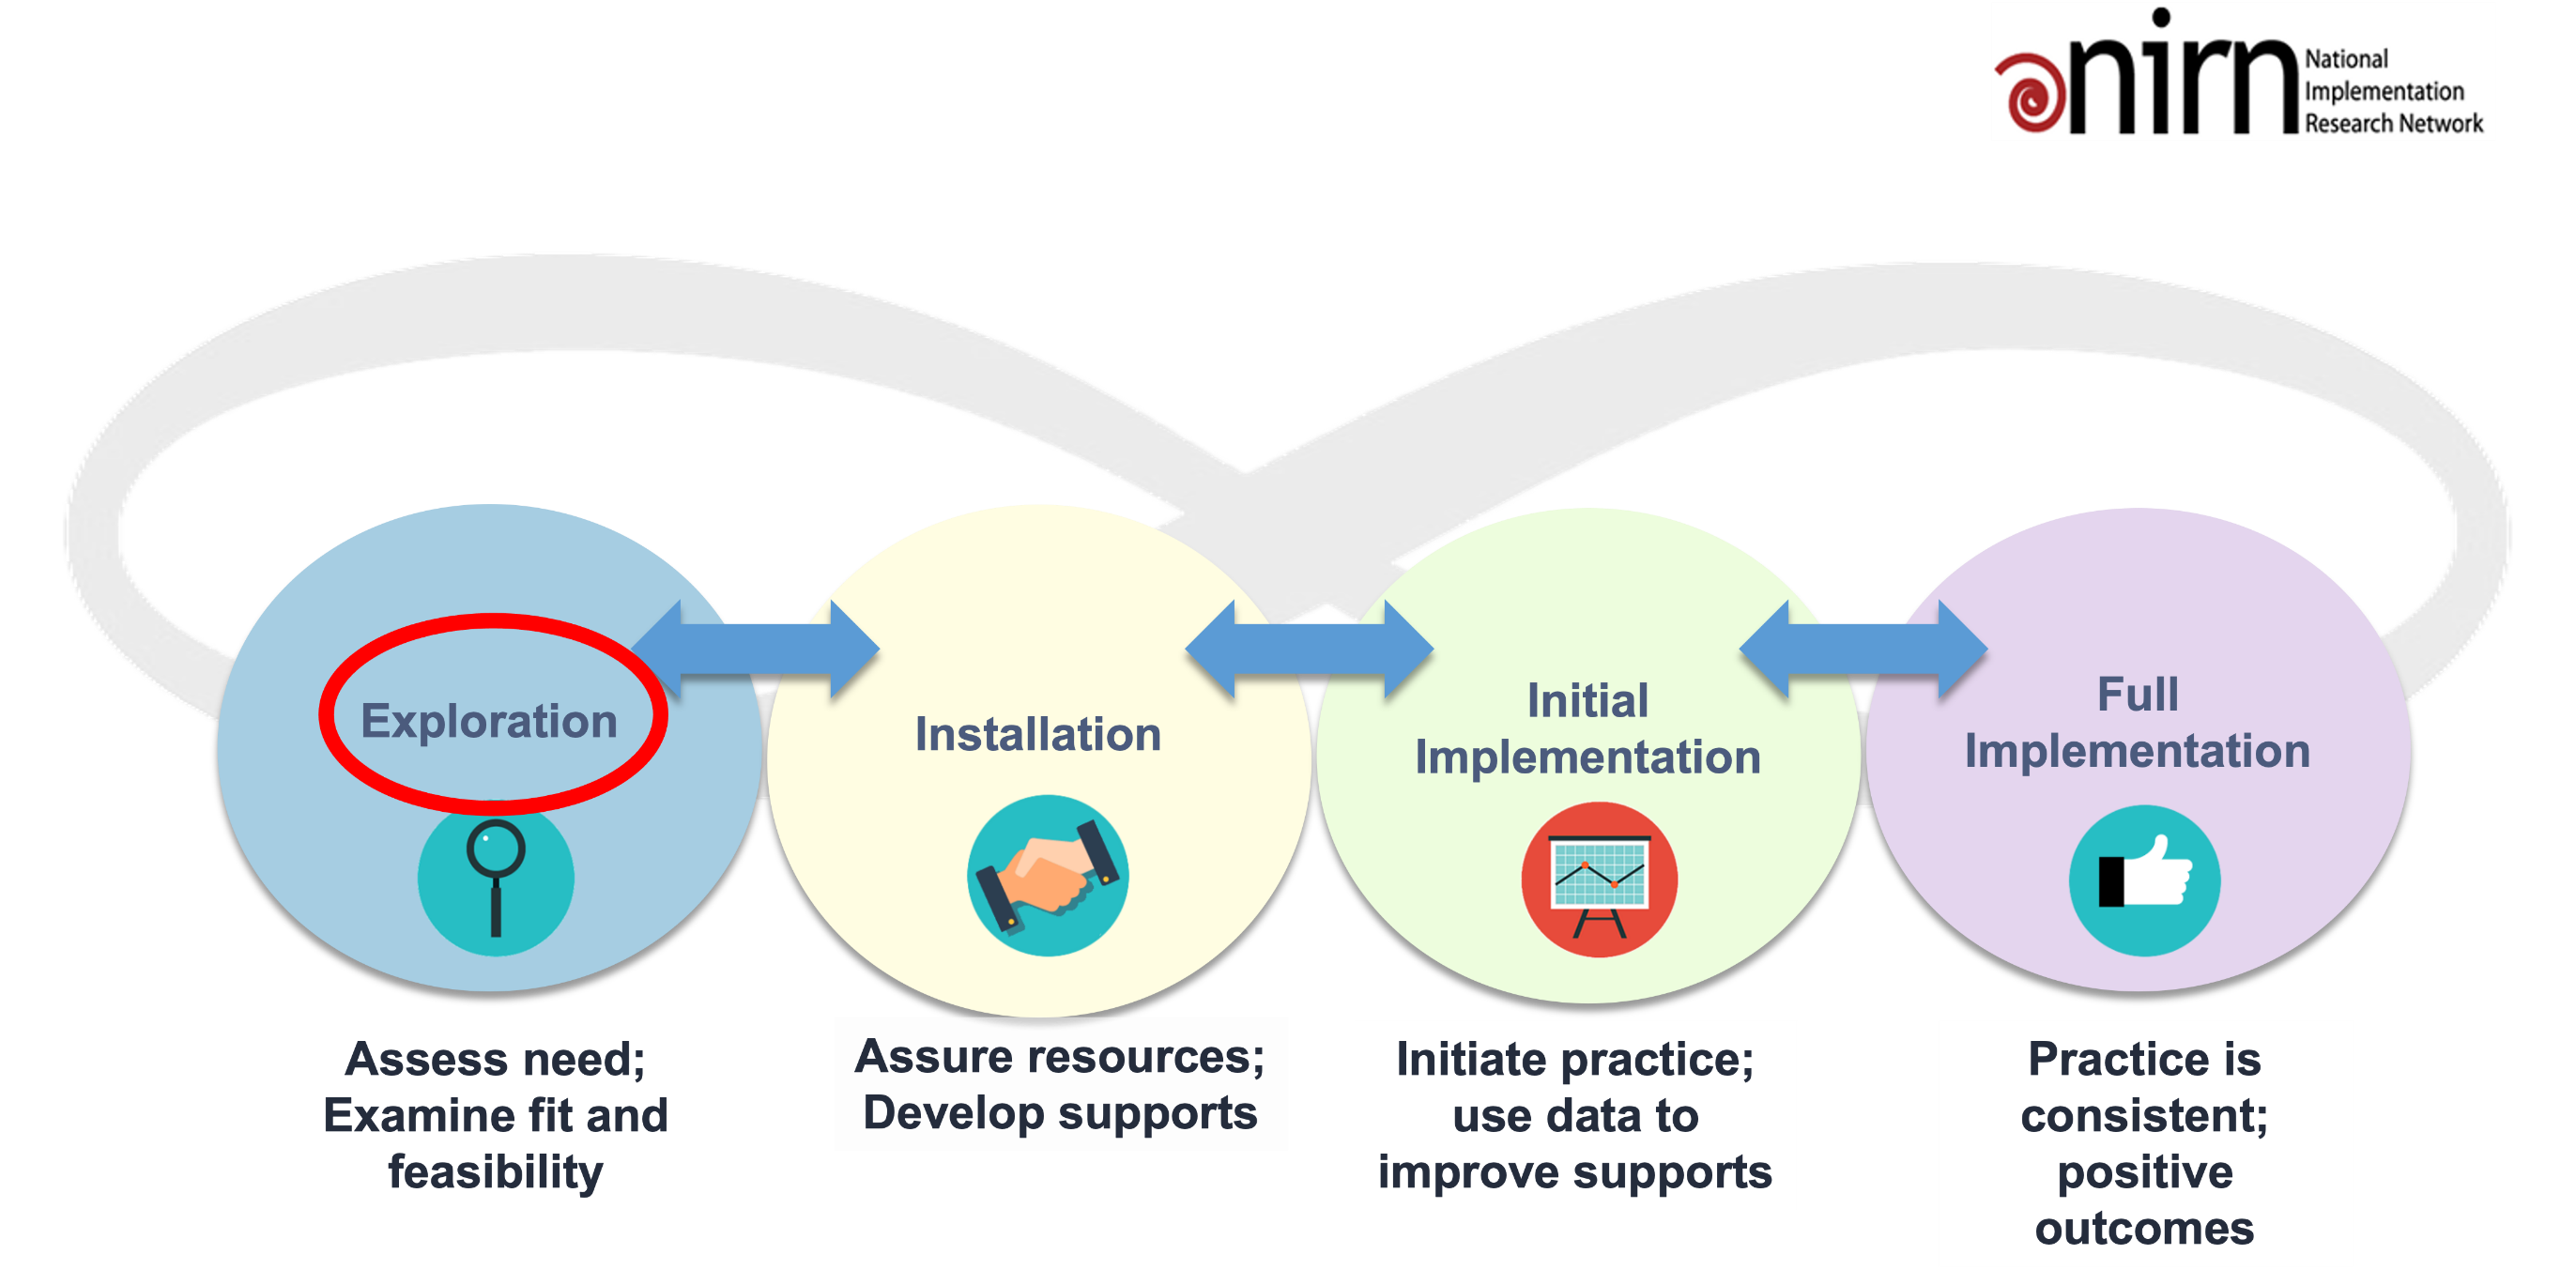 nirn
National
Implementation
Research Network
Exploration
Installation
Initial
Implementation
Full
Implementation
Assess need;
Examine fit and
feasibility
Assure resources;
Develop supports
Initiate practice;
use data to
improve supports
Practice is
consistent;
positive
outcomes